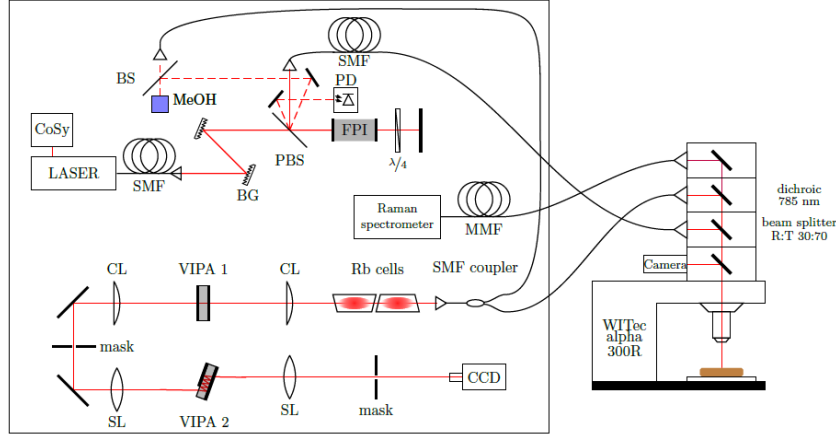 SMF
BS
PD
MeOH
CoSy
FPI
LASER
PBS
λ/4
SMF
BG
Raman
spectrometer
MMF
dichroic
785 nm
beam splitter
R:T 30:70
Camera
CL
VIPA 1
CL
Rb cells
SMF coupler
WITec
alpha
300R
mask
CCD
SL
VIPA 2
SL
mask